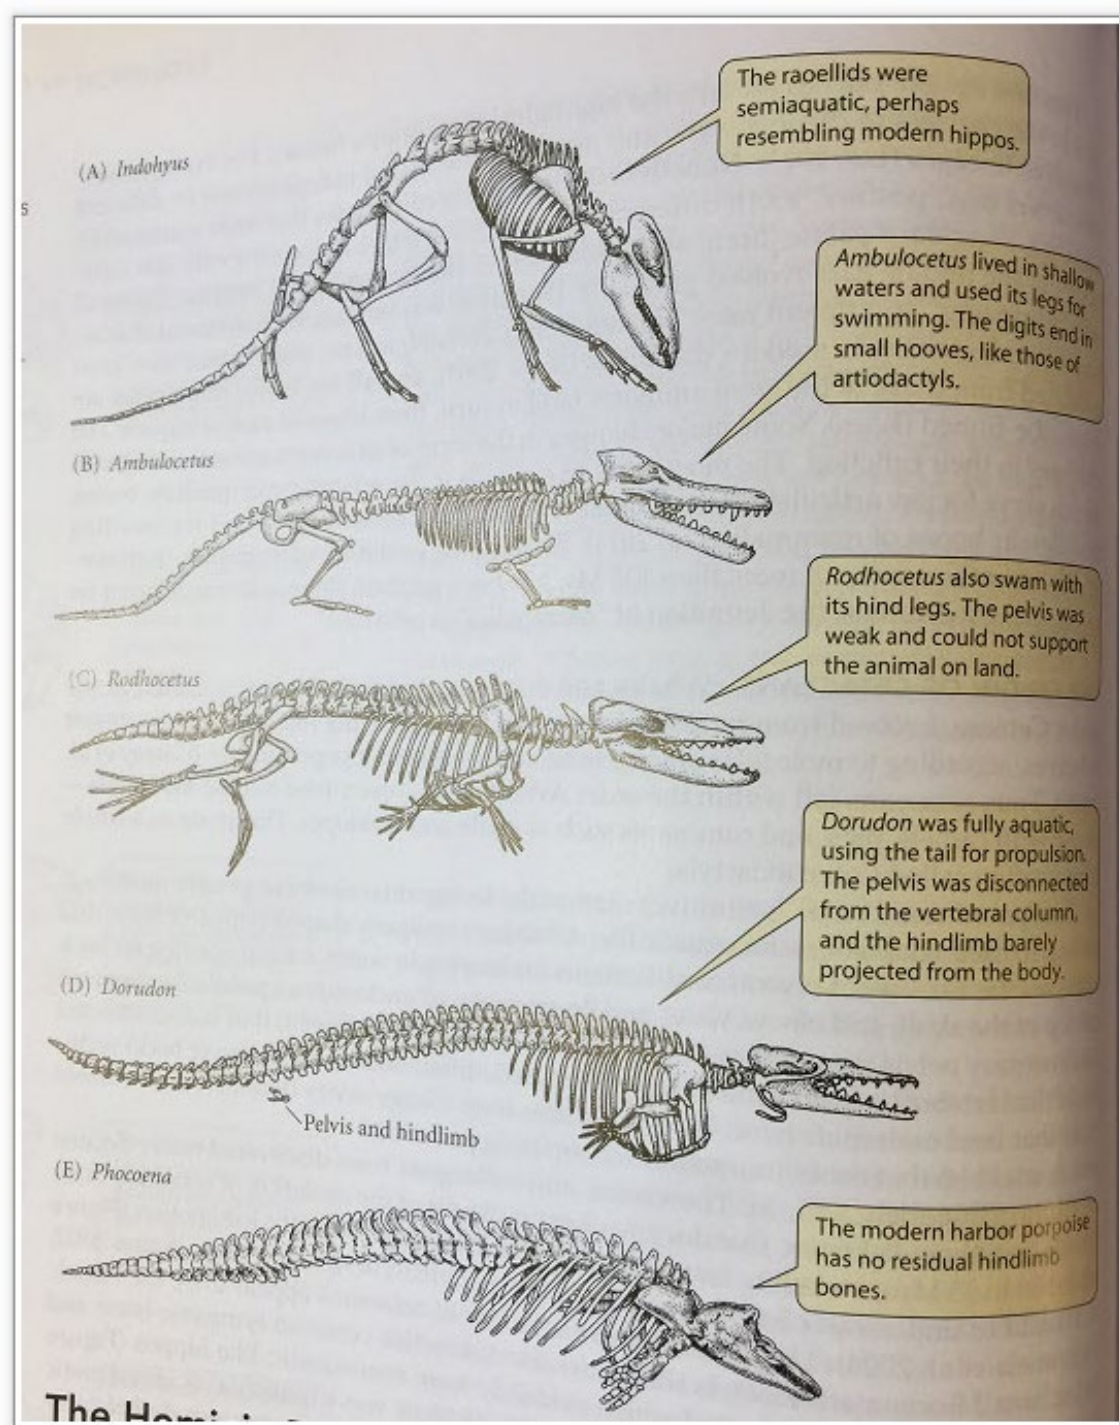 The raoellids were
semiaquatic, perhaps
resembling modern hippos.
(A) Indohyus
s
Ambulocetus lived in shallow
waters and used its legs for
swimming. The digits end in
small hooves, like those of
artiodactyls.
(B) Ambulocetus
Rodhocetus also swam with
its hind legs. The pelvis was
weak and could not support
the animal on land.
(C) Rodhocetus
Dorudon was fully aquatic,
using the tail for propulsion.
The pelvis was disconnected
from the vertebral column,
and the hindlimb barely
projected from the body.
(D) Dorudon
Pelvis and hindlimb
(E) Phocoena
The modern harbor porpoise
has no residual hindlimb
bones.
The